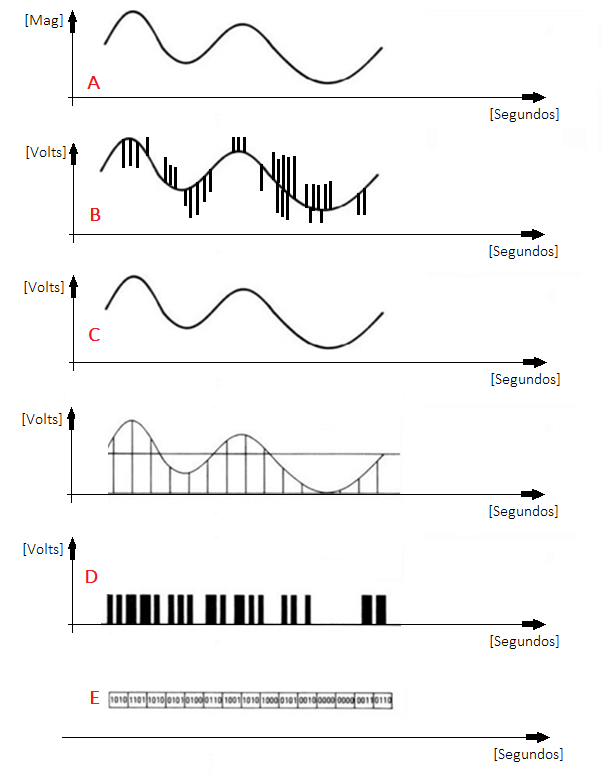 [Mag]
A
[Segundos]
[Volts]
B
[Segundos]
[Volts]
C
[Segundos]
[Volts]
[Segundos]
[Volts]
D
[Segundos]
E
1010 1101 1010 0101 0100 0110 1001 1010 1000 0101 0010 0000 0000 0011 0110
[Segundos]